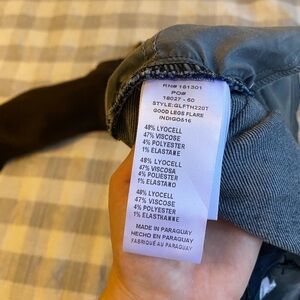 RN# 151301
PO#
18027 - 50
STYLE: GLFTH220T
GOOD LEGS FLARE
INDIGO516
48% LYOCELL
47% VISCOSE
4% POLYESTER
1% ELASTANE
48% LYOCELL
47% VISCOSA
4% POLIESTER
1% ELASTANO
48% LYOCELL
47% VISCOSE
4% POLYESTER
1% ELASTHANNE
MADE IN PARAGUAY
HECHO EN PARAGUAY
FABRIQUÉ AU PARAGUAY